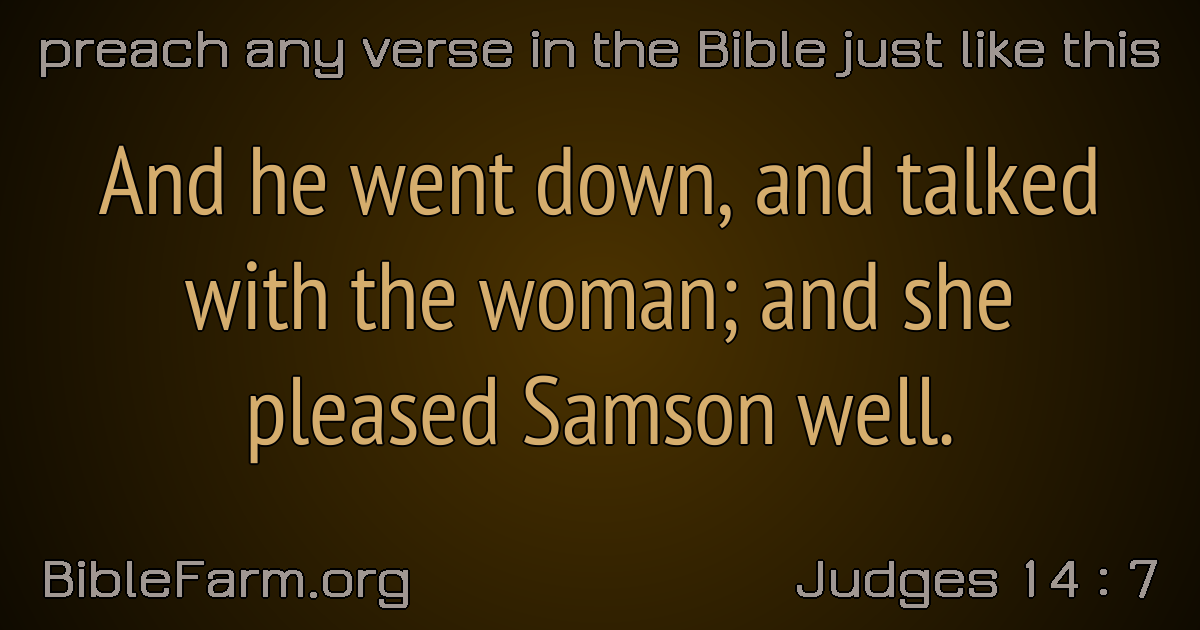 preach any verse in the Bible just like this
And he went down, and talked
with the woman; and she
pleased Samson well.
BibleFarm.org
Judges 14 : 7